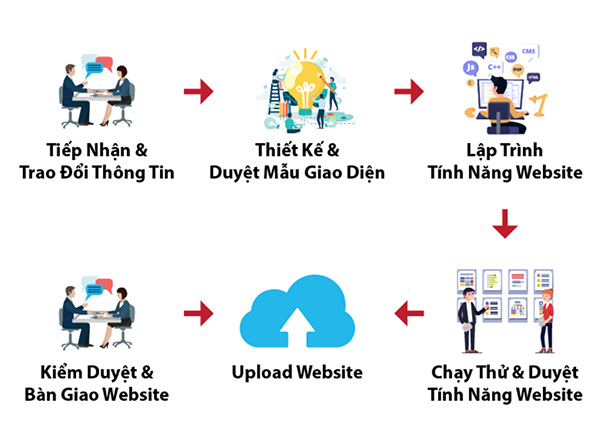 Js
</>
C++
CSS
PHP
CMS
HTML
Tiếp Nhận &
Trao Đổi Thông Tin
Thiết Kế &
Duyệt Mẫu Giao Diện
Lập Trình
Tính Năng Website
Kiểm Duyệt &
Bàn Giao Website
Upload Website
Chạy Thử & Duyệt
Tính Năng Website